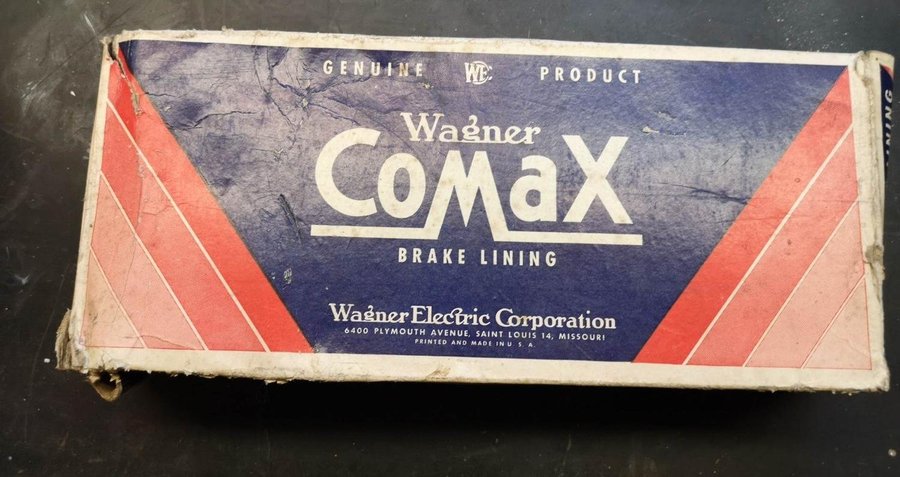 GENUINE WEC PRODUCT
Wagner
CoMaX
BRAKE LINING
Wagner Electric Corporation
6400 PLYMOUTH AVENUE, SAINT LOUIS 14, MISSOURI
PRINTED AND MADE IN U. S. A.